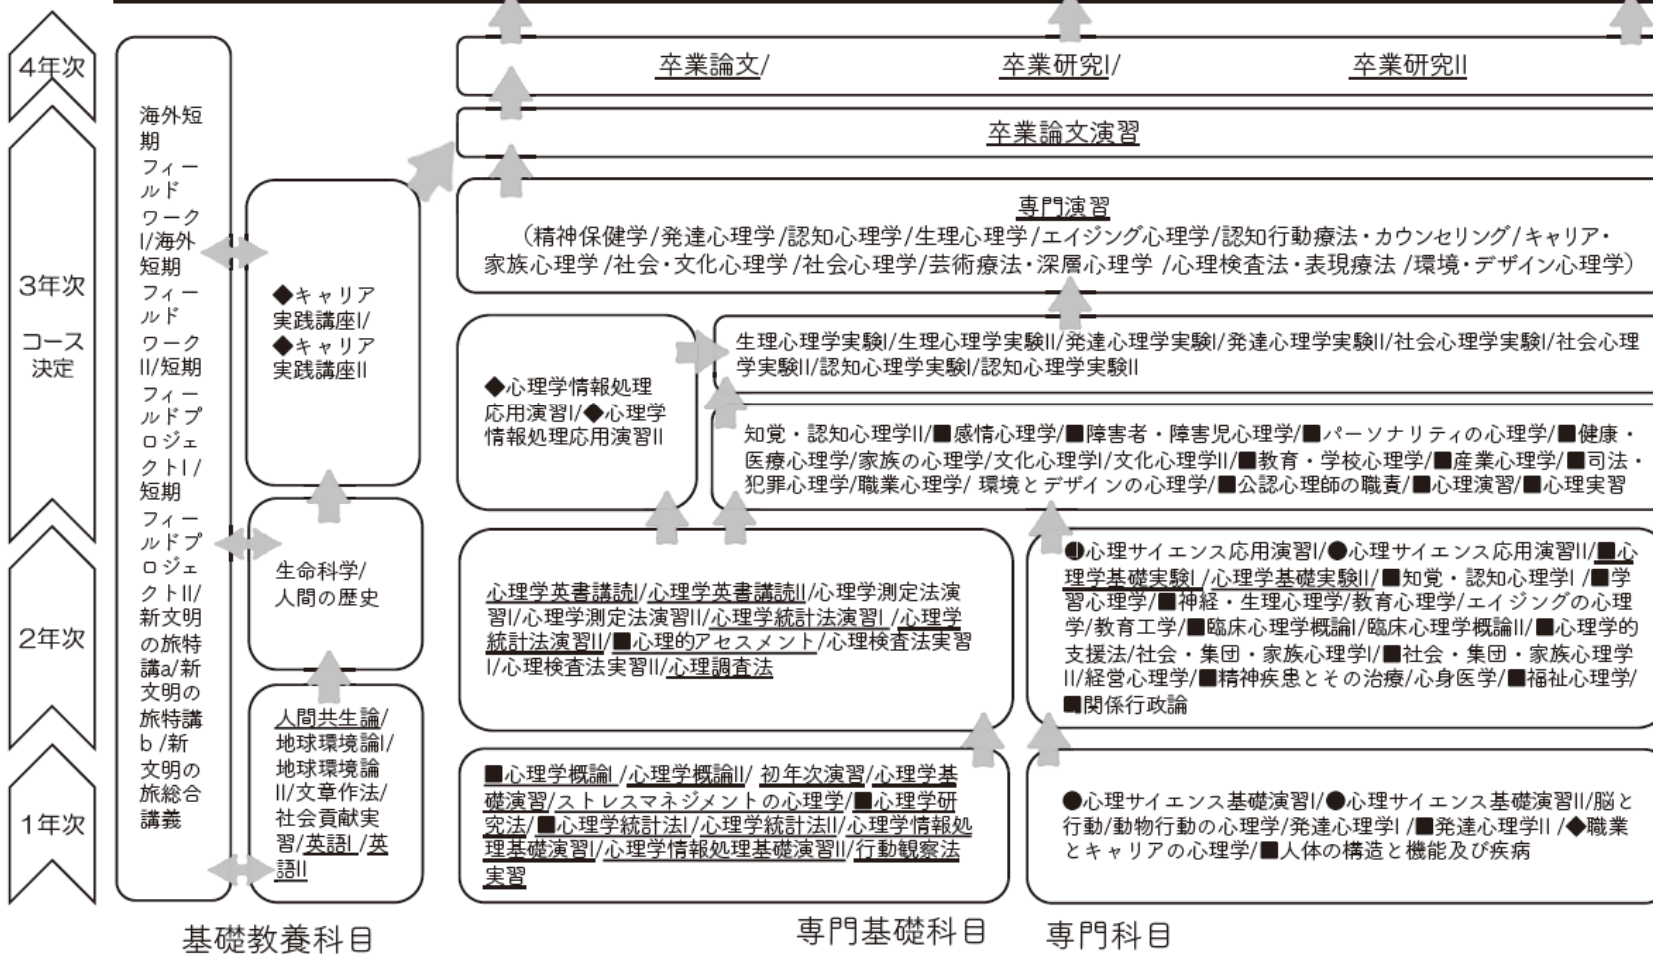 4年次
3年次
コース
決定
2年次
1年次
海外短
期
フィー
ルド
ワーク
I/海外
短期
フィー
ルド
ワーク
II/短期
フィー
ルドプ
ロジェ
クトI /
短期
フィー
ルドプ
ロジェ
クトII/
新文明
の旅特
講a/新
文明の
旅特講
b /新
文明の
旅総合
講義
◆キャリア
実践講座I/
◆キャリア
実践講座II
生命科学/
人間の歴史
人間共生論/
地球環境論I/
地球環境論
II/文章作法/
社会貢献実
習/英語I /英
語II
基礎教養科目
卒業論文/ 卒業研究I/ 卒業研究II
卒業論文演習
専門演習
（精神保健学/発達心理学/認知心理学/生理心理学/エイジング心理学/認知行動療法・カウンセリング/キャリア・
家族心理学 /社会・文化心理学 /社会心理学/芸術療法・深層心理学 /心理検査法・表現療法 /環境・デザイン心理学）
◆心理学情報処理
応用演習I/◆心理学
情報処理応用演習II
生理心理学実験I/生理心理学実験II/発達心理学実験I/発達心理学実験II/社会心理学実験I/社会心理
学実験II/認知心理学実験I/認知心理学実験II
知覚・認知心理学II/■感情心理学/■障害者・障害児心理学/■パーソナリティの心理学/■健康・
医療心理学/家族の心理学/文化心理学I/文化心理学II/■教育・学校心理学/■産業心理学/■司法・
犯罪心理学/職業心理学/ 環境とデザインの心理学/■公認心理師の職責/■心理演習/■心理実習
心理学英書講読I/心理学英書講読II/心理学測定法演
習I/心理学測定法演習II/心理学統計法演習I /心理学
統計法演習II/■心理的アセスメント/心理検査法実習
I/心理検査法実習II/心理調査法
●心理サイエンス応用演習I/●心理サイエンス応用演習II/■心
理学基礎実験I /心理学基礎実験II/■知覚・認知心理学I /■学
習心理学/■神経・生理心理学/教育心理学/エイジングの心理
学/教育工学/■臨床心理学概論I/臨床心理学概論II/■心理学的
支援法/社会・集団・家族心理学I/■社会・集団・家族心理学
II/経営心理学/■精神疾患とその治療/心身医学/■福祉心理学/
■関係行政論
■心理学概論I /心理学概論II/ 初年次演習/心理学基
礎演習/ストレスマネジメントの心理学/■心理学研
究法/■心理学統計法I /心理学統計法II/心理学情報処
理基礎演習I/心理学情報処理基礎演習II/行動観察法
実習
●心理サイエンス基礎演習I/●心理サイエンス基礎演習II/脳と
行動/動物行動の心理学/発達心理学I /■発達心理学II /◆職業
とキャリアの心理学/■人体の構造と機能及び疾病
専門基礎科目
専門科目